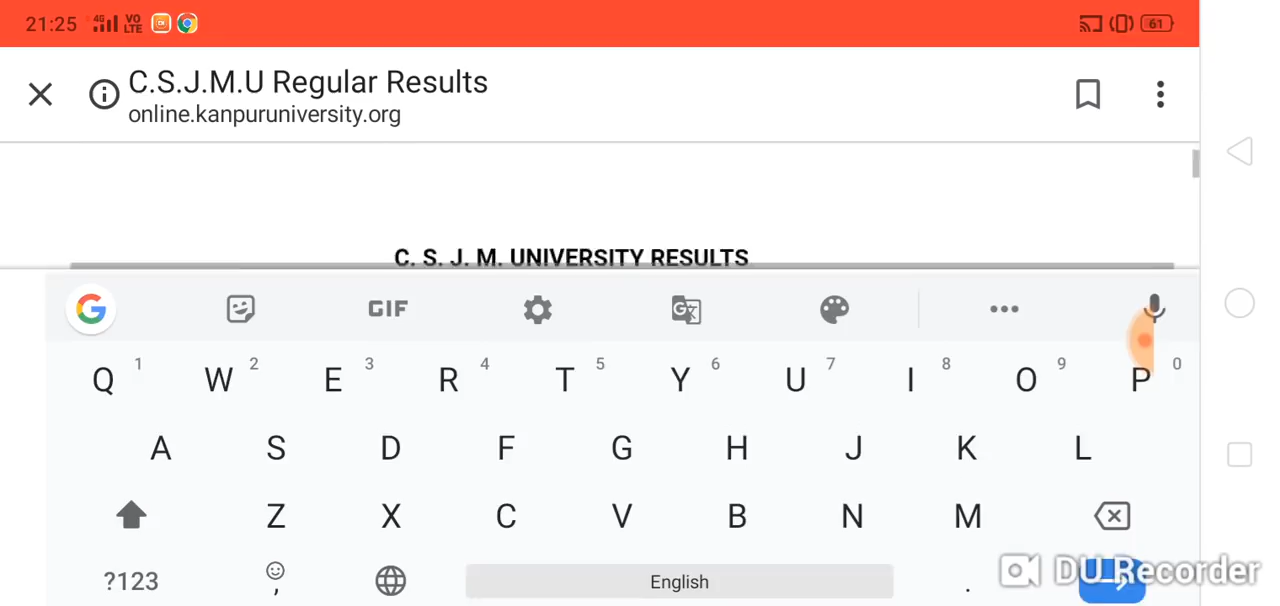 21:25 4G VO LTE 61
C.S.J.M.U Regular Results
online.kanpuruniversity.org
C. S. J. M. UNIVERSITY RESULTS
G GIF G
Q 1 W 2 E 3 R 4 T 5 Y 6 U 7 I 8 O 9 P 0
A S D F G H J K L
Z X C V B N M
?123 , English .
DU Recorder